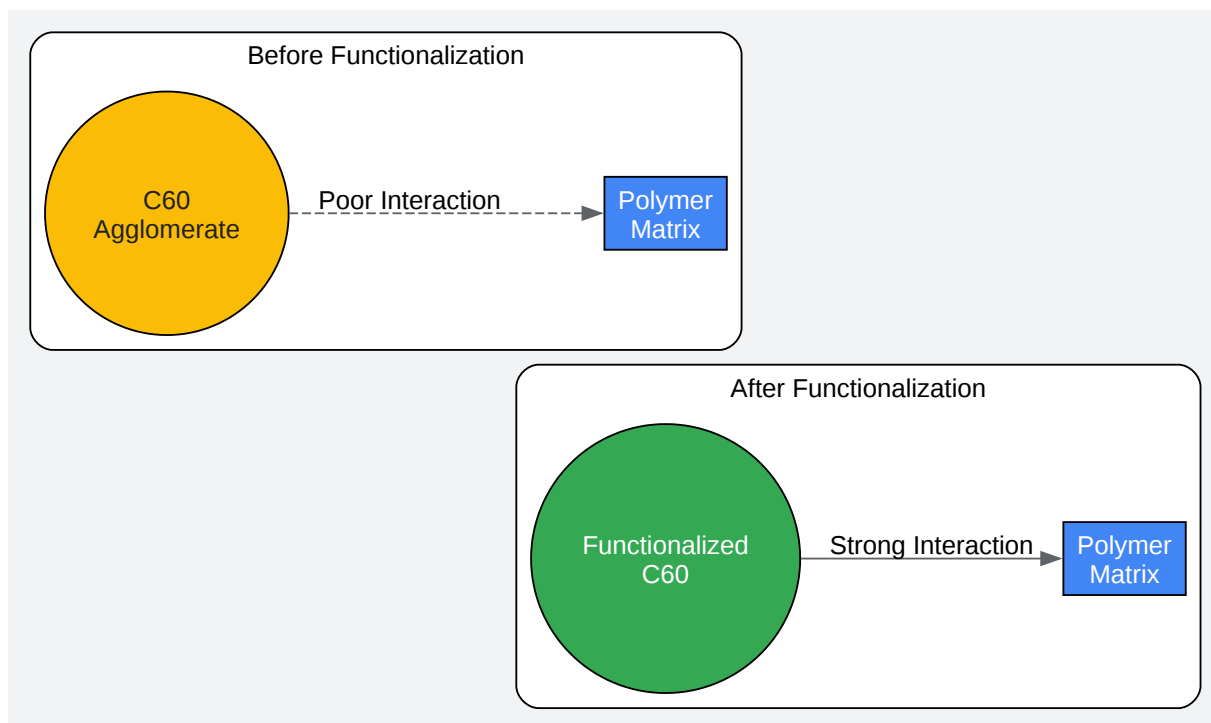 Before Functionalization
C60
Agglomerate
Poor Interaction
Polymer
Matrix
After Functionalization
Functionalized
C60
Strong Interaction
Polymer
Matrix